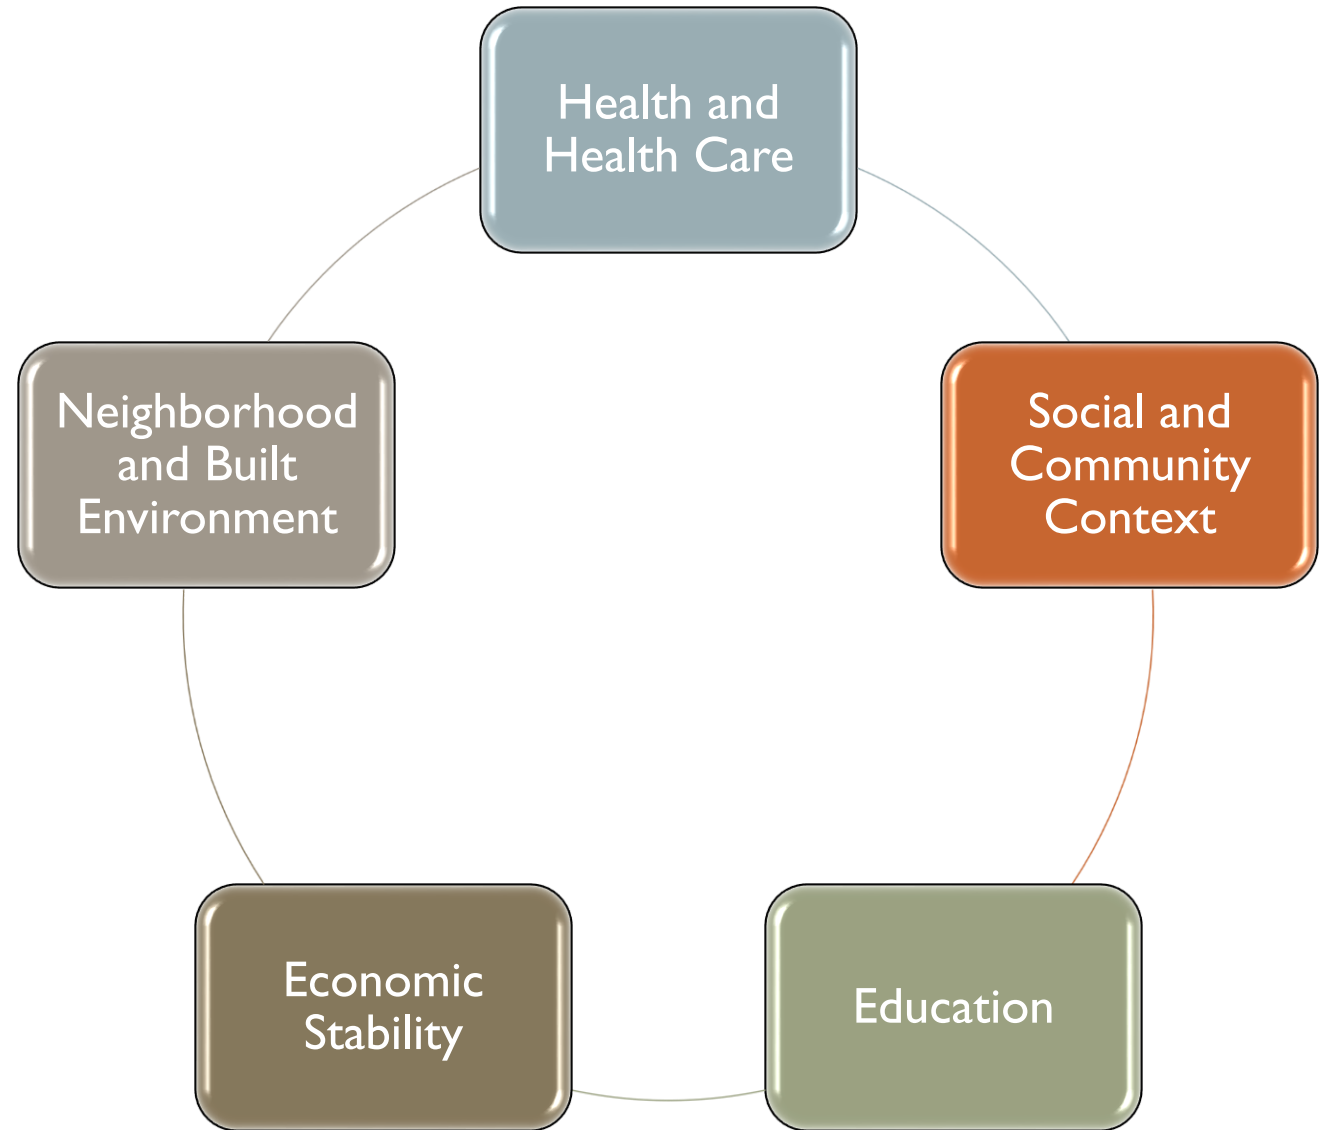 Health and
Health Care
Neighborhood
and Built
Environment
Social and
Community
Context
Economic
Stability
Education